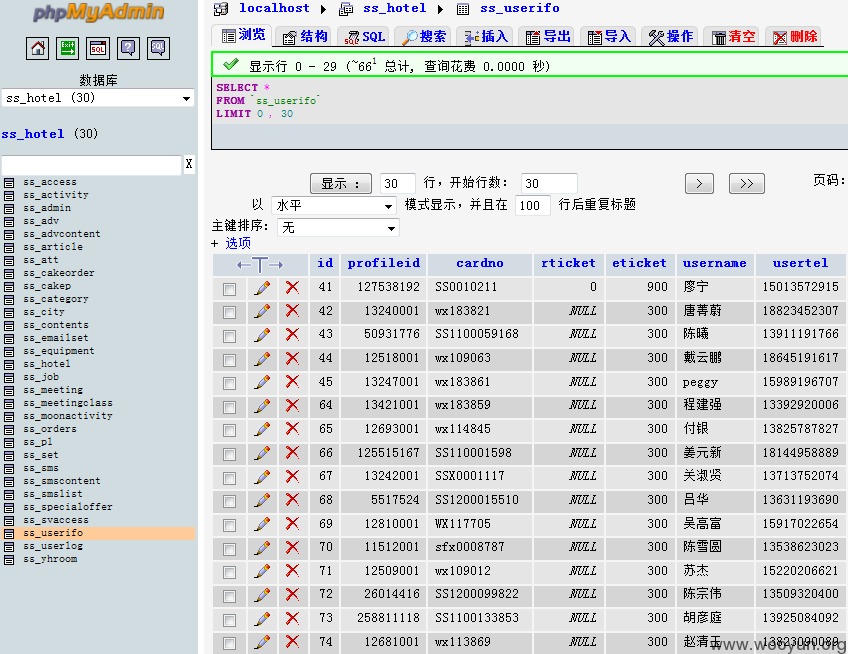 phpMyAdmin
数据库
ss_hotel (30)
ss_hotel (30)
X
ss_access
ss_activity
ss_admin
ss_adv
ss_advcontent
ss_article
ss_att
ss_cakeorder
ss_cakep
ss_category
ss_city
ss_contents
ss_emailset
ss_equipment
ss_hotel
ss_job
ss_meeting
ss_meetingclass
ss_moonactivity
ss_orders
ss_p1
ss_set
ss_sms
ss_smscontent
ss_smslist
ss_specialoffer
ss_svaccess
ss_userifo
ss_userlog
ss_yhroom
localhost ▶ ss_hotel ▶ ss_userifo
浏览 结构 SQL 搜索 插入 导出 导入 操作 清空 删除
显示行 0 - 29 (~66¹ 总计, 查询花费 0.0000 秒)
SELECT *
FROM `ss_userifo`
LIMIT 0 , 30
显示 : 30 行, 开始行数: 30 > >> 页码:
以 水平 模式显示, 并且在 100 行后重复标题
主键排序: 无
+ 选项
←T→ id profileid cardno rticket eticket username usertel
41 127538192 SS0010211 0 900 廖宁 15013572915
42 13240001 wx183821 NULL 300 唐菁蔚 18823452307
43 50931776 SS1100059168 NULL 300 陈曦 13911191766
44 12518001 wx109063 NULL 300 戴云鹏 18645191617
45 13247001 wx183861 NULL 300 peggy 15989196707
64 13421001 wx183859 NULL 300 程建强 13392920006
65 12693001 wx114845 NULL 300 付银 13825787827
66 125515167 SS110001598 NULL 300 姜元新 18144958889
67 13242001 SSX0001117 NULL 300 关淑贤 13713752074
68 5517524 SS1200015510 NULL 300 吕华 13631193690
69 12810001 WX117705 NULL 300 吴高富 15917022654
70 11512001 sfx0008787 NULL 300 陈雪圆 13538623023
71 12509001 wx109012 NULL 300 苏杰 15220206621
72 26014416 SS1200099822 NULL 300 陈宗伟 13509320400
73 258811118 SS1100133853 NULL 300 胡彦庭 13925084092
74 12681001 wx113869 NULL 300 赵清玉 13823090089
www.wooyun.org